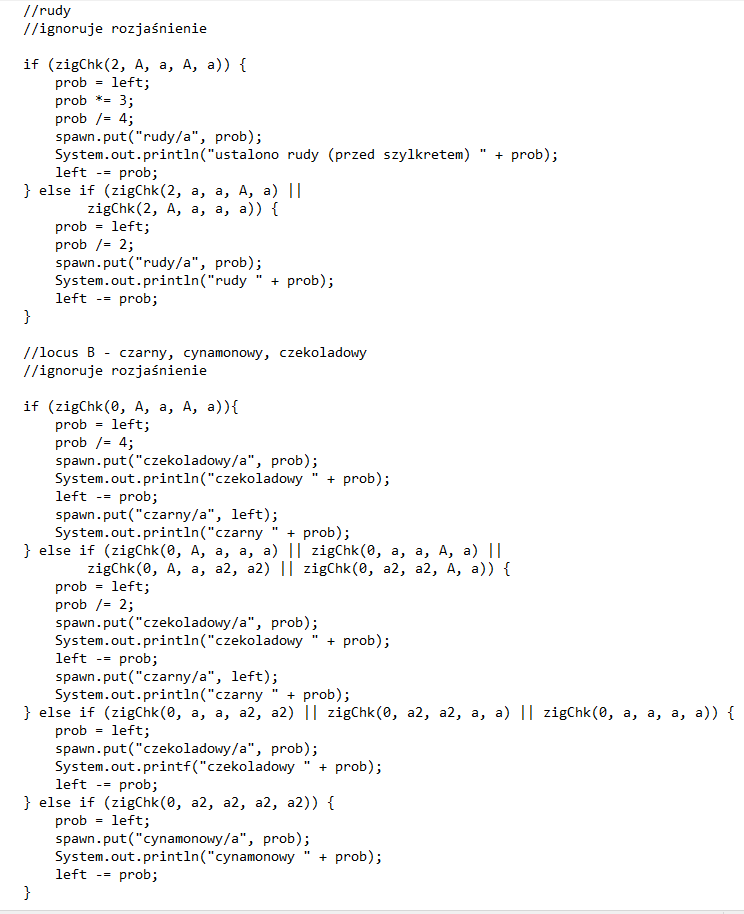 //rudy
//ignoruje rozjaśnienie

if (zigChk(2, A, a, A, a)) {
    prob = left;
    prob *= 3;
    prob /= 4;
    spawn.put("rudy/a", prob);
    System.out.println("ustalono rudy (przed szylkretem) " + prob);
    left -= prob;
} else if (zigChk(2, a, a, A, a) ||
        zigChk(2, A, a, a, a)) {
    prob = left;
    prob /= 2;
    spawn.put("rudy/a", prob);
    System.out.println("rudy " + prob);
    left -= prob;
}

//locus B - czarny, cynamonowy, czekoladowy
//ignoruje rozjaśnienie

if (zigChk(0, A, a, A, a)){
    prob = left;
    prob /= 4;
    spawn.put("czekoladowy/a", prob);
    System.out.println("czekoladowy " + prob);
    left -= prob;
    spawn.put("czarny/a", left);
    System.out.println("czarny " + prob);
} else if (zigChk(0, A, a, a, a) || zigChk(0, a, a, A, a) ||
        zigChk(0, A, a, a2, a2) || zigChk(0, a2, a2, A, a)) {
    prob = left;
    prob /= 2;
    spawn.put("czekoladowy/a", prob);
    System.out.println("czekoladowy " + prob);
    left -= prob;
    spawn.put("czarny/a", left);
    System.out.println("czarny " + prob);
} else if (zigChk(0, a, a, a2, a2) || zigChk(0, a2, a2, a, a) || zigChk(0, a, a, a, a)) {
    prob = left;
    spawn.put("czekoladowy/a", prob);
    System.out.printf("czekoladowy " + prob);
    left -= prob;
} else if (zigChk(0, a2, a2, a2, a2)) {
    prob = left;
    spawn.put("cynamonowy/a", prob);
    System.out.println("cynamonowy " + prob);
    left -= prob;
}